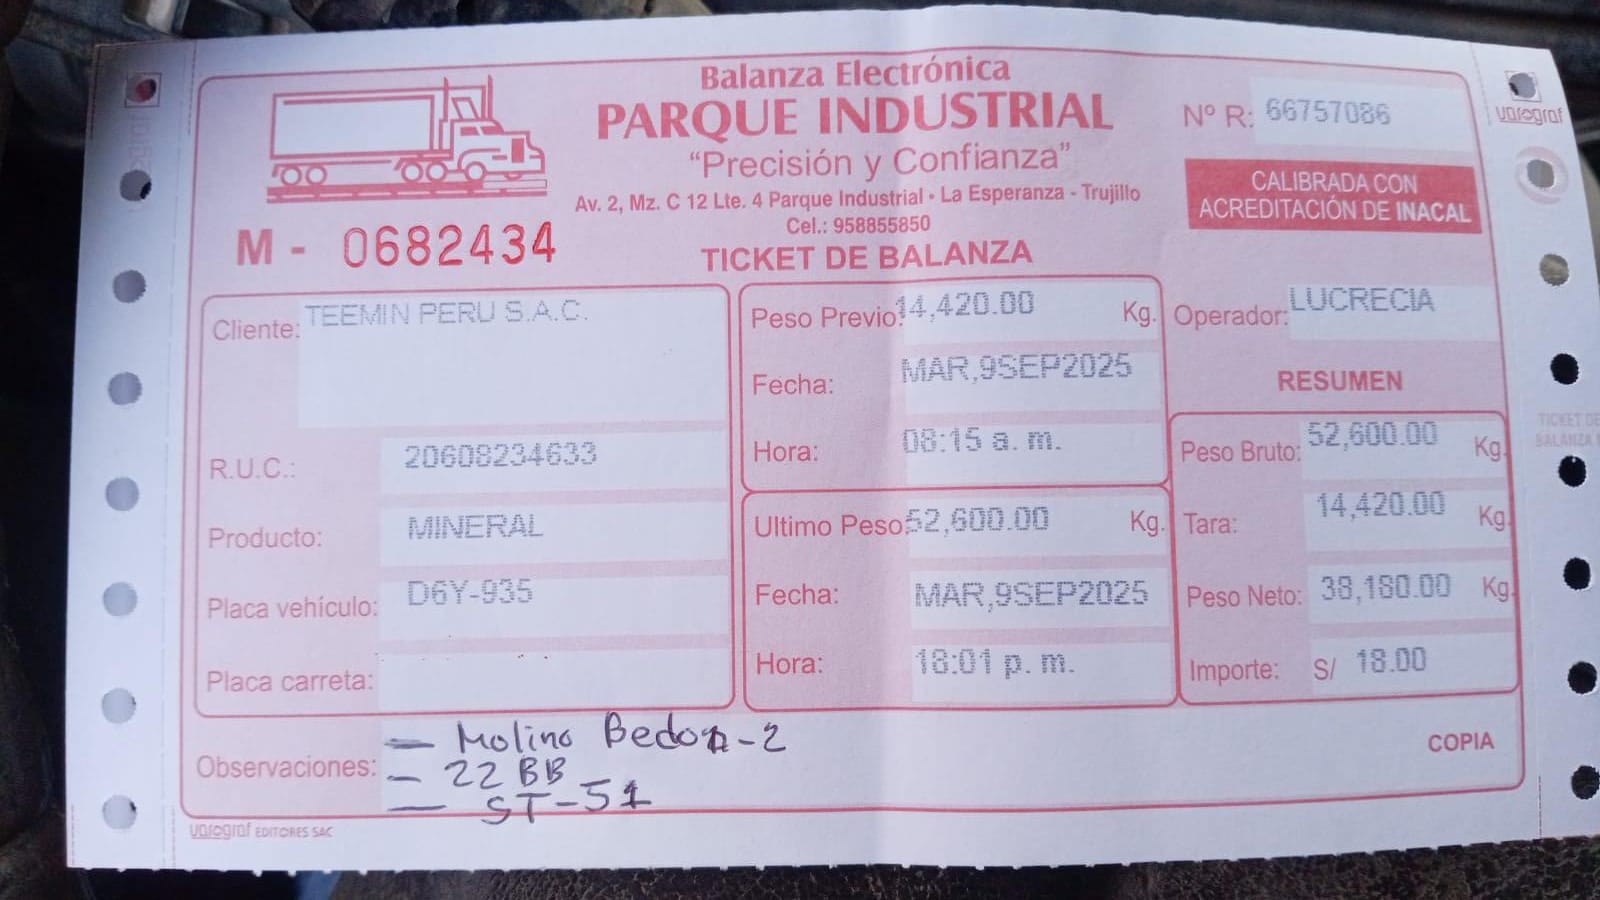 Balanza Electrónica
PARQUE INDUSTRIAL
"Precisión y Confianza"
Av. 2, Mz. C 12 Lte. 4 Parque Industrial • La Esperanza - Trujillo
Cel.: 958855850
TICKET DE BALANZA
M - 0682434
Nº R: 66757086
CALIBRADA CON
ACREDITACIÓN DE INACAL
Cliente: TEEMIN PERU S.A.C.
R.U.C.: 20608234633
Producto: MINERAL
Placa vehículo: D6Y-935
Placa carreta:
Peso Previo: 14,420.00 Kg.
Fecha: MAR,9SEP2025
Hora: 08:15 a. m.
Ultimo Peso: 52,600.00 Kg.
Fecha: MAR,9SEP2025
Hora: 18:01 p. m.
Operador: LUCRECIA
RESUMEN
Peso Bruto: 52,600.00 Kg.
Tara: 14,420.00 Kg.
Peso Neto: 38,180.00 Kg.
Importe: S/ 18.00
Observaciones: — Molino Bedon-2
— 22 BB
— ST-51
COPIA
varograf EDITORES SAC
varograf
TICKET DE
BALANZA